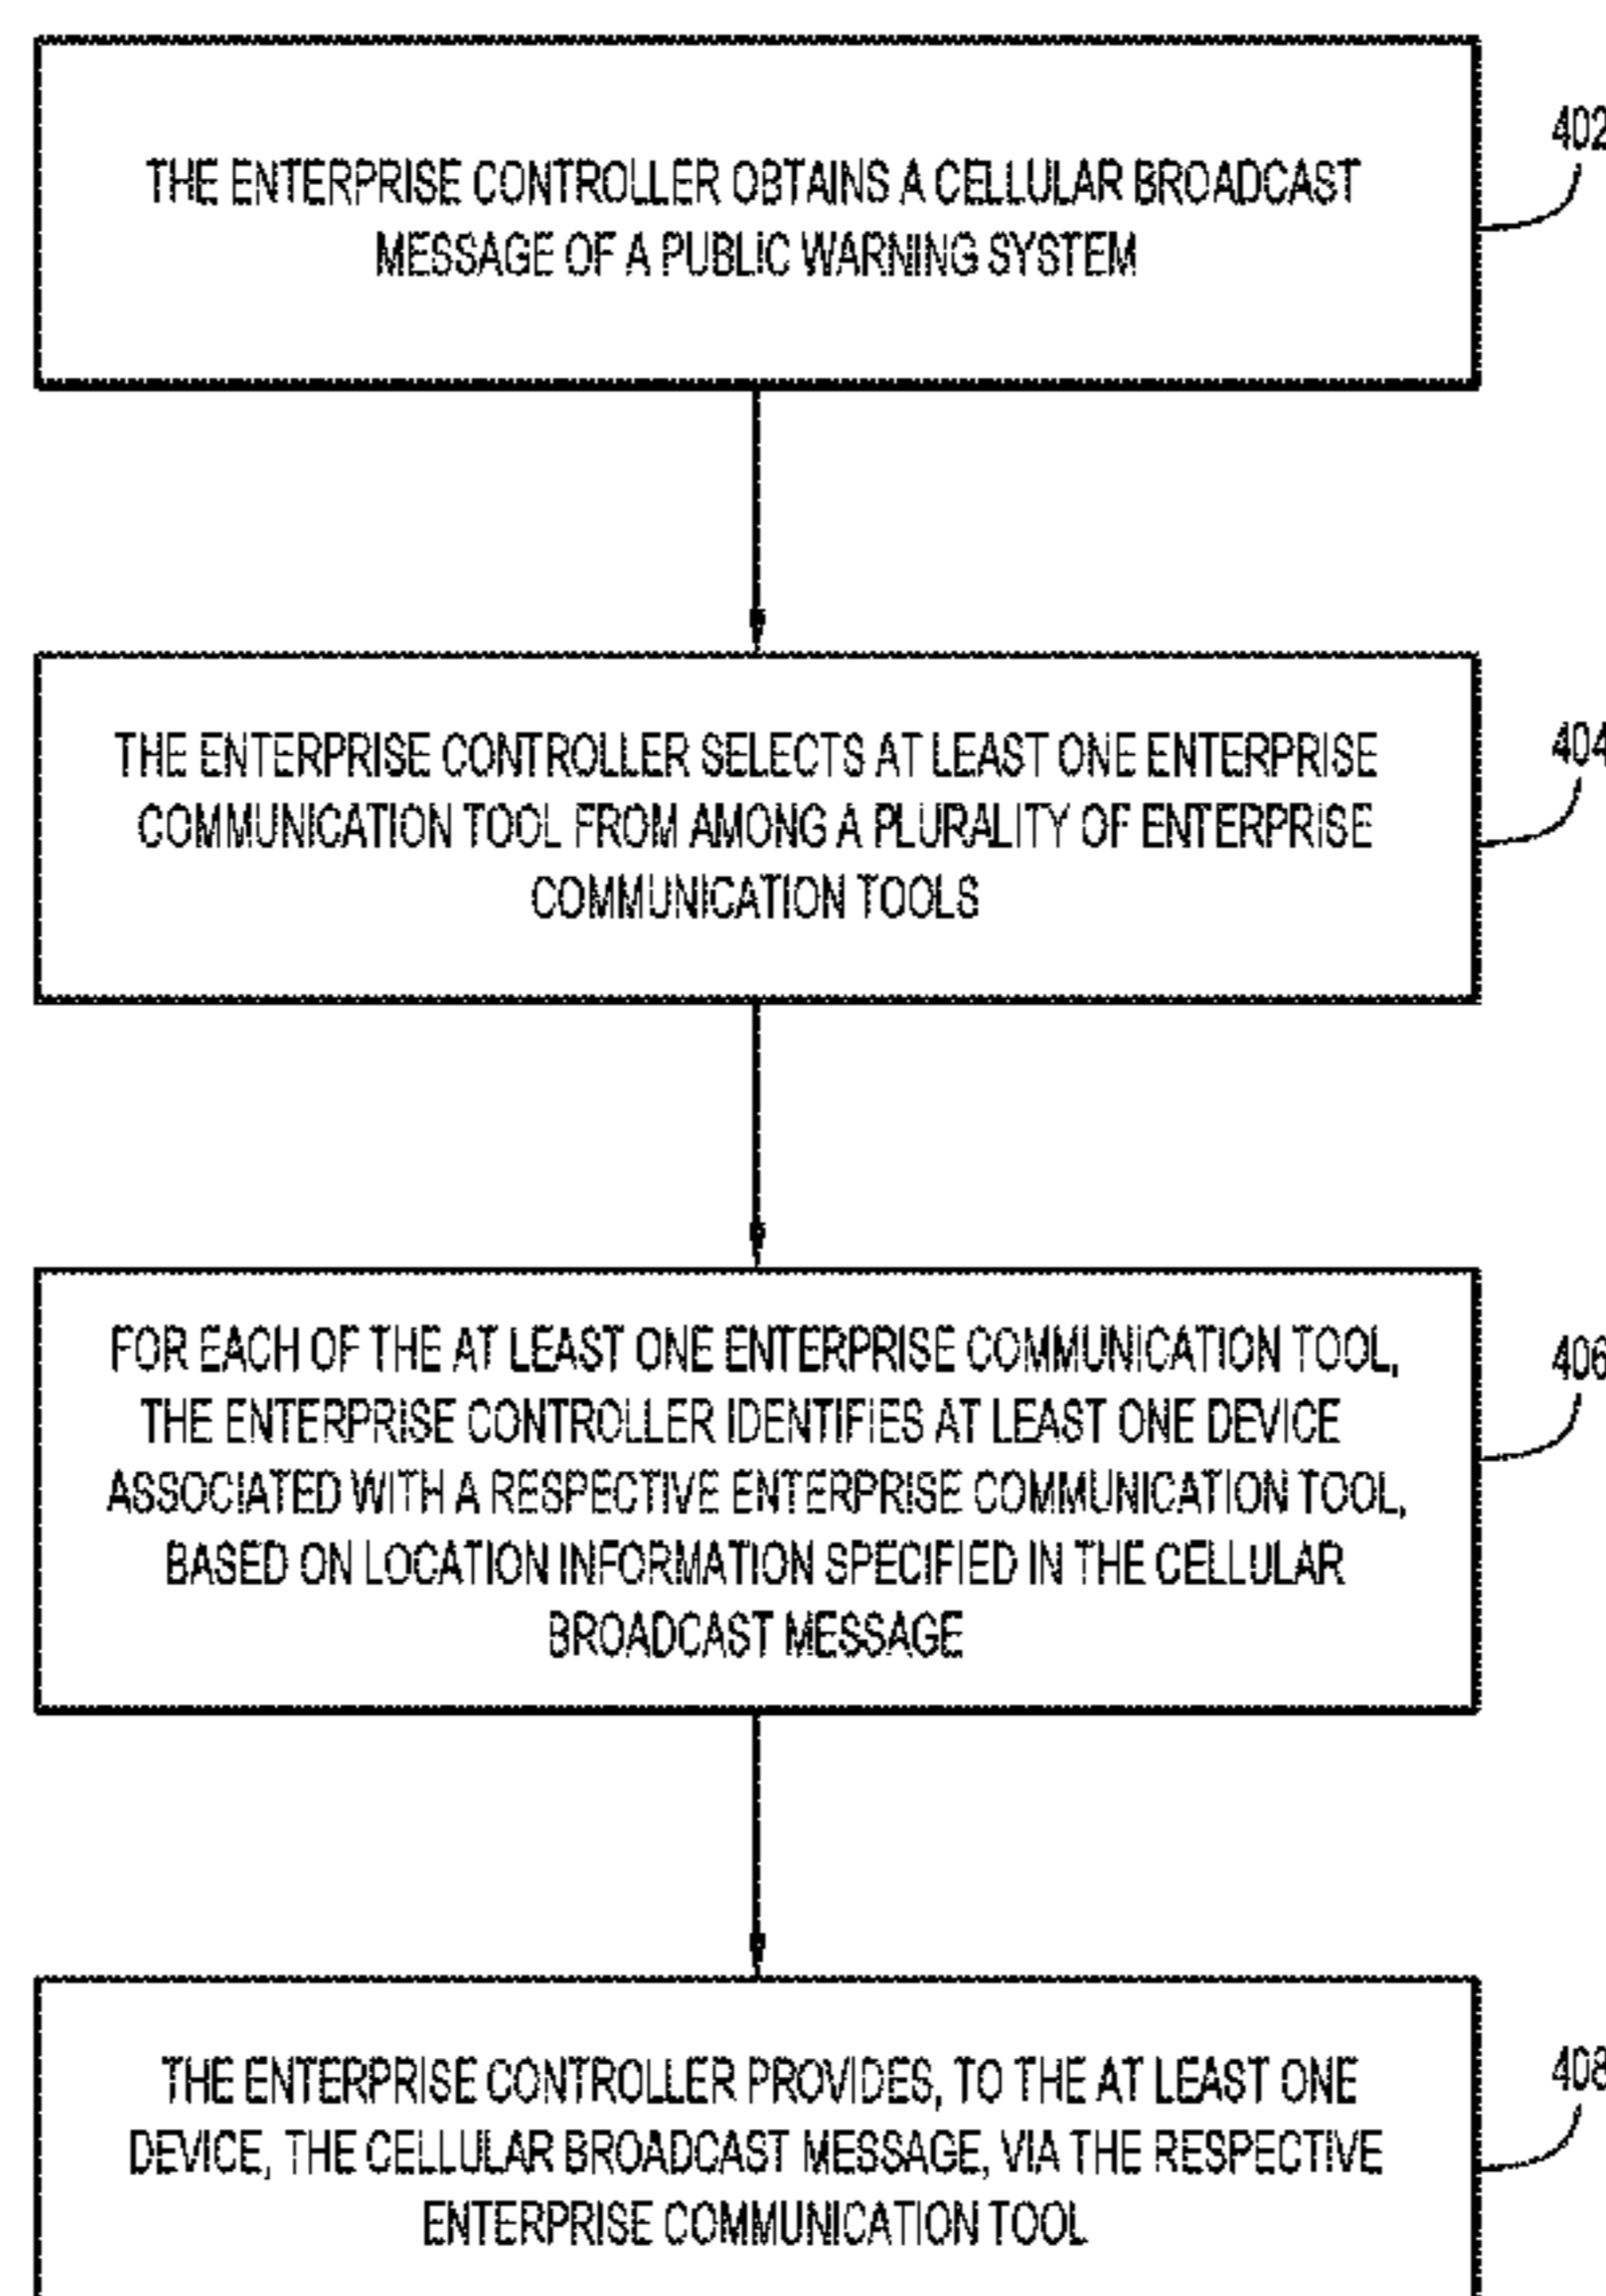 THE ENTERPRISE CONTROLLER OBTAINS A CELLULAR BROADCAST
MESSAGE OF A PUBLIC WARNING SYSTEM
402
THE ENTERPRISE CONTROLLER SELECTS AT LEAST ONE ENTERPRISE
COMMUNICATION TOOL FROM AMONG A PLURALITY OF ENTERPRISE
COMMUNICATION TOOLS
404
FOR EACH OF THE AT LEAST ONE ENTERPRISE COMMUNICATION TOOL,
THE ENTERPRISE CONTROLLER IDENTIFIES AT LEAST ONE DEVICE
ASSOCIATED WITH A RESPECTIVE ENTERPRISE COMMUNICATION TOOL,
BASED ON LOCATION INFORMATION SPECIFIED IN THE CELLULAR
BROADCAST MESSAGE
406
THE ENTERPRISE CONTROLLER PROVIDES, TO THE AT LEAST ONE
DEVICE, THE CELLULAR BROADCAST MESSAGE, VIA THE RESPECTIVE
ENTERPRISE COMMUNICATION TOOL
408